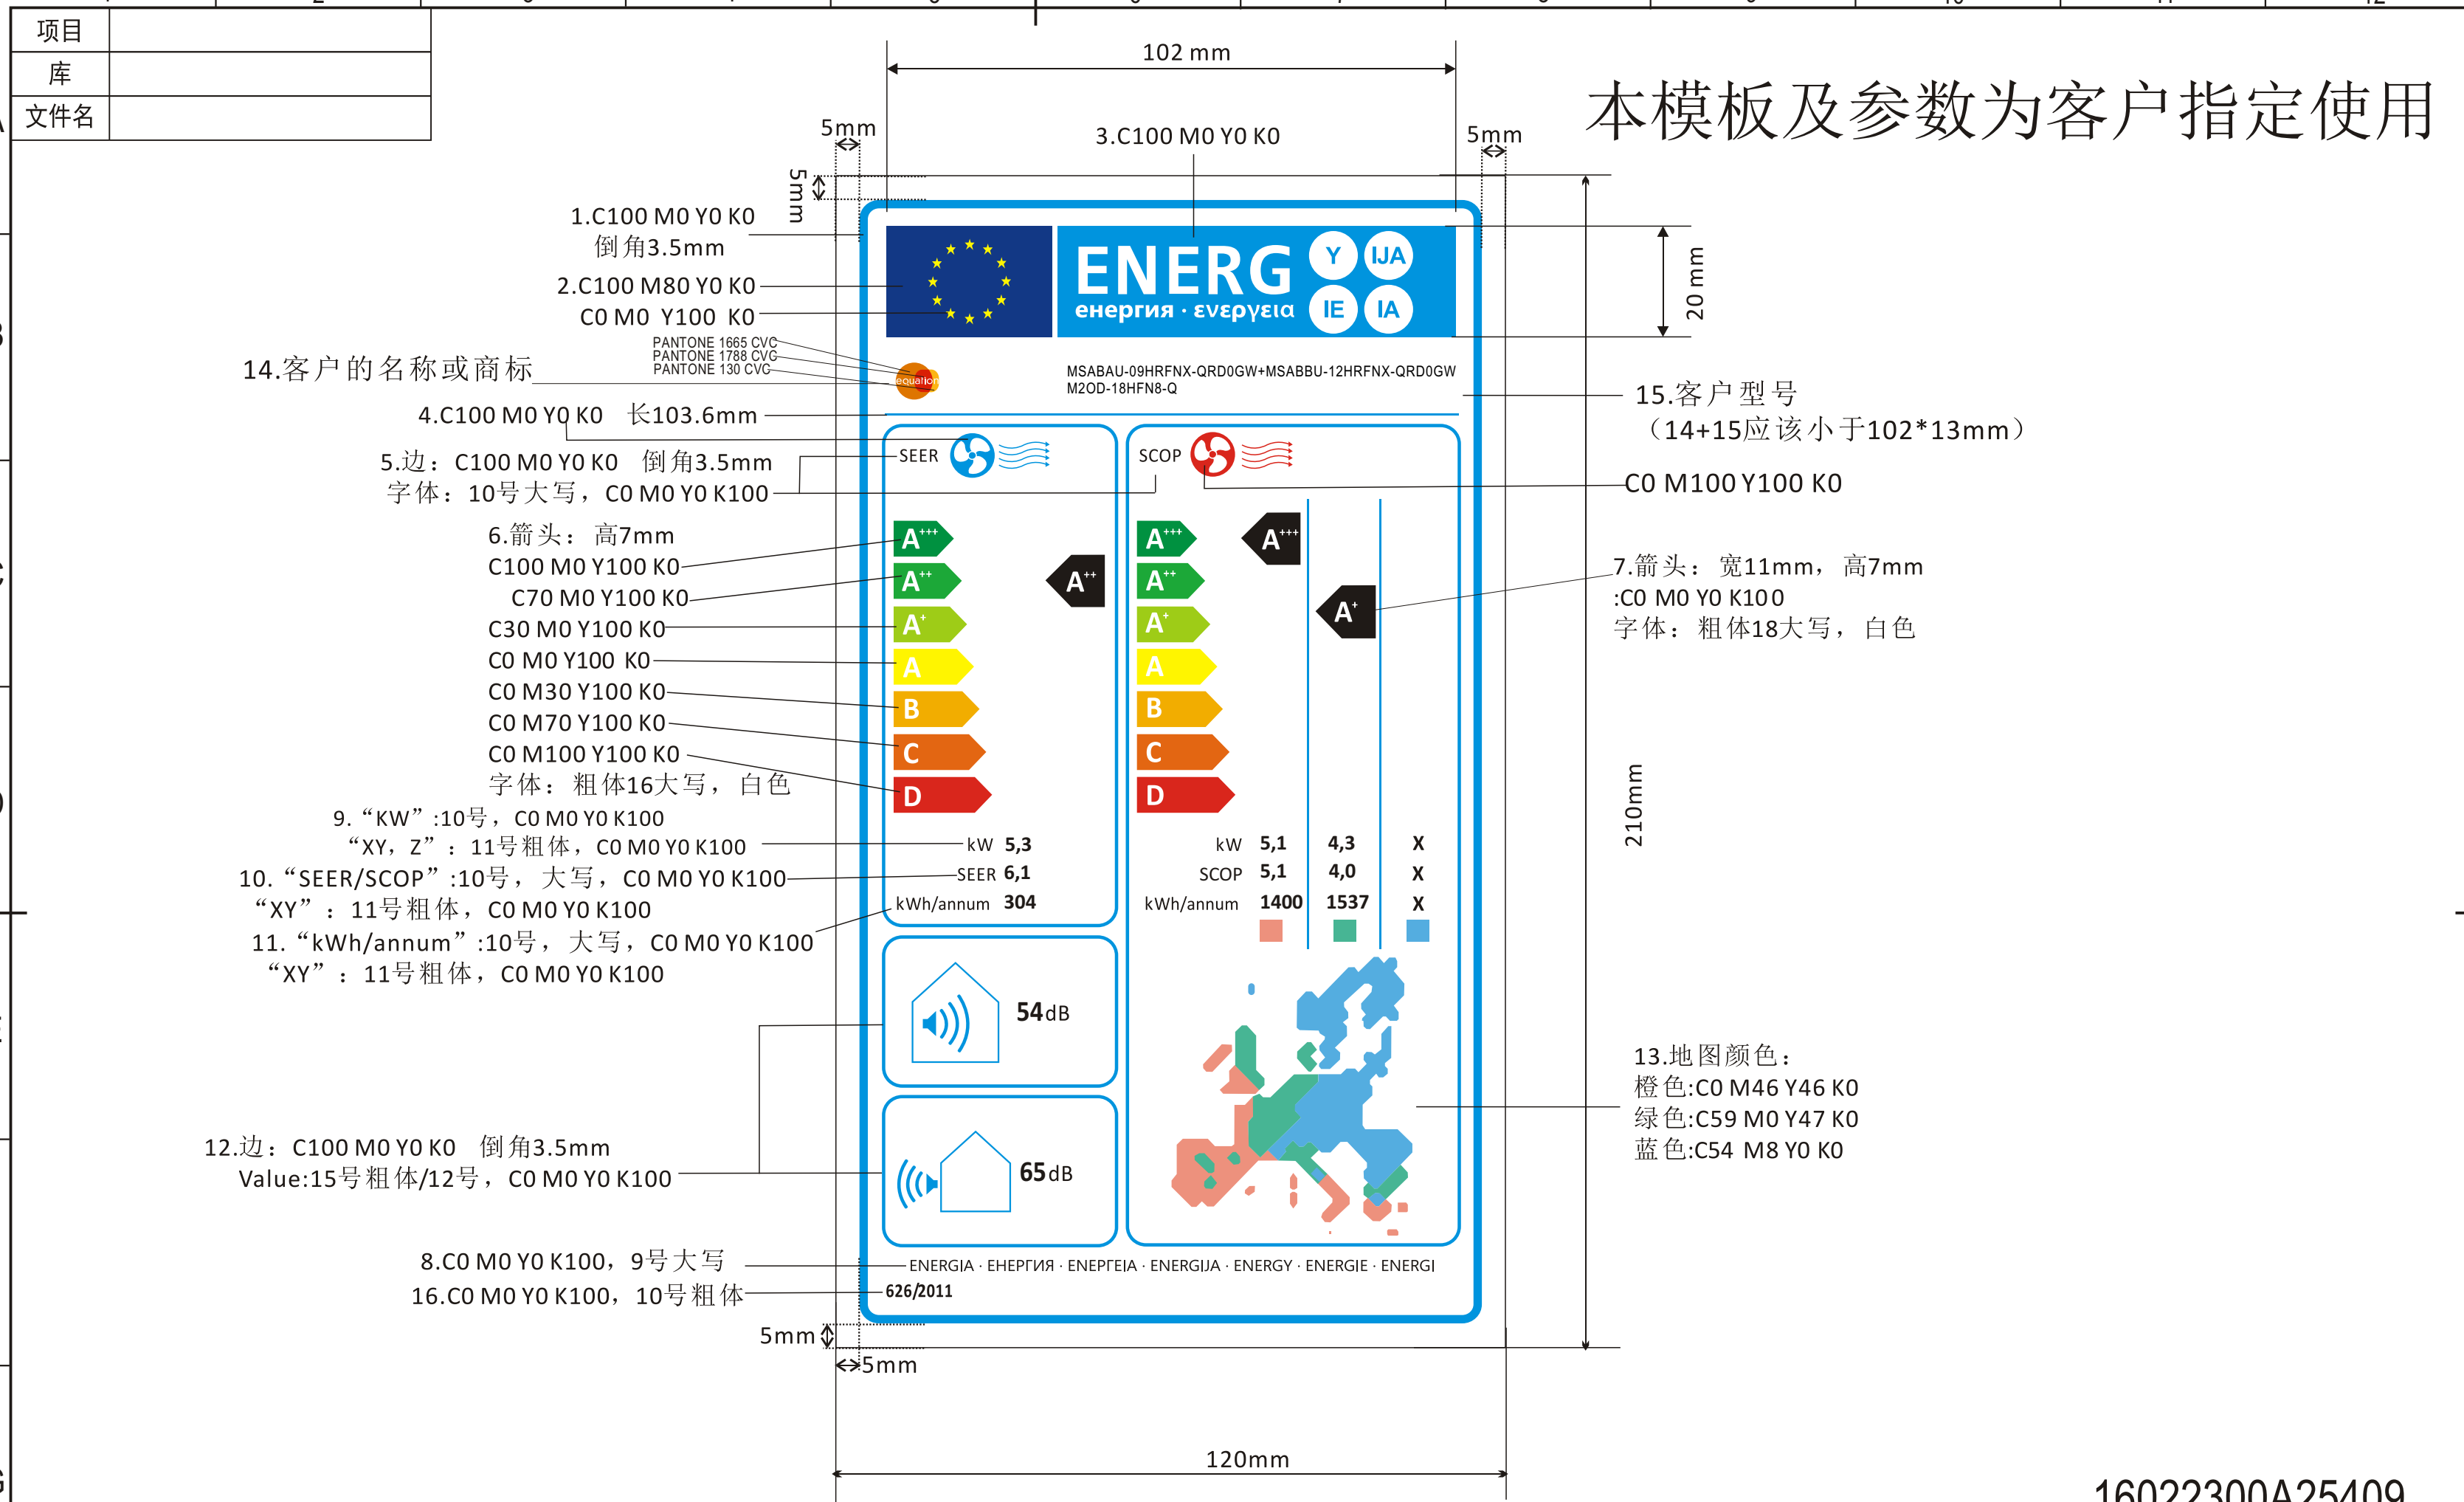 项目
库
文件名
102 mm
本模板及参数为客户指定使用
5mm
3.C100 M0 Y0 K0
5mm
5mm
1.C100 M0 Y0 K0
倒角3.5mm
2.C100 M80 Y0 K0
C0 M0 Y100 K0
ENERG
енергия · ενεργεια
Y IJA
IE IA
20 mm
PANTONE 1665 CVC
PANTONE 1788 CVC
PANTONE 130 CVC
14.客户的名称或商标
equation
MSABAU-09HRFNX-QRD0GW+MSABBU-12HRFNX-QRD0GW
M2OD-18HFN8-Q
15.客户型号
（14+15应该小于102*13mm）
4.C100 M0 Y0 K0 长103.6mm
5.边：C100 M0 Y0 K0 倒角3.5mm
字体：10号大写，C0 M0 Y0 K100
SEER
SCOP
C0 M100 Y100 K0
6.箭头：高7mm
C100 M0 Y100 K0
C70 M0 Y100 K0
C30 M0 Y100 K0
C0 M0 Y100 K0
C0 M30 Y100 K0
C0 M70 Y100 K0
C0 M100 Y100 K0
字体：粗体16大写，白色
A+++
A++
A+
A
B
C
D
A++
A+++
A++
A+
A
B
C
D
A+++
A+
7.箭头：宽11mm，高7mm
:C0 M0 Y0 K100
字体：粗体18大写，白色
210mm
9.“KW”:10号，C0 M0 Y0 K100
“XY，Z”：11号粗体，C0 M0 Y0 K100
10.“SEER/SCOP”:10号，大写，C0 M0 Y0 K100
“XY”：11号粗体，C0 M0 Y0 K100
11.“kWh/annum”:10号，大写，C0 M0 Y0 K100
“XY”：11号粗体，C0 M0 Y0 K100
kW 5,3
SEER 6,1
kWh/annum 304
kW 5,1 4,3 X
SCOP 5,1 4,0 X
kWh/annum 1400 1537 X
54dB
65dB
12.边：C100 M0 Y0 K0 倒角3.5mm
Value:15号粗体/12号，C0 M0 Y0 K100
13.地图颜色：
橙色:C0 M46 Y46 K0
绿色:C59 M0 Y47 K0
蓝色:C54 M8 Y0 K0
8.C0 M0 Y0 K100，9号大写
ENERGIA · ЕНЕРГИЯ · ΕΝΕΡΓΕΙΑ · ENERGIJA · ENERGY · ENERGIE · ENERGI
16.C0 M0 Y0 K100，10号粗体
626/2011
5mm
5mm
120mm
16022300A25409